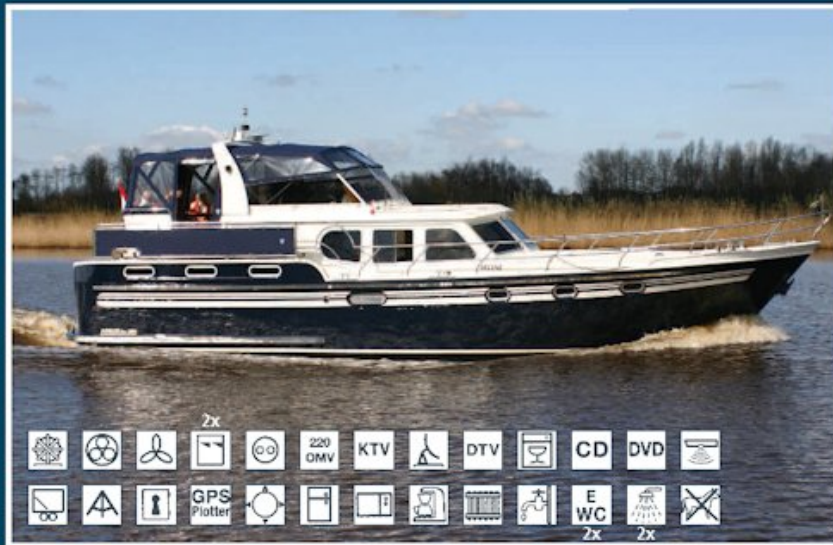 2x
220
OMV
KTV
DTV
CD
DVD
GPS
Plotter
E
WC
2x
2x